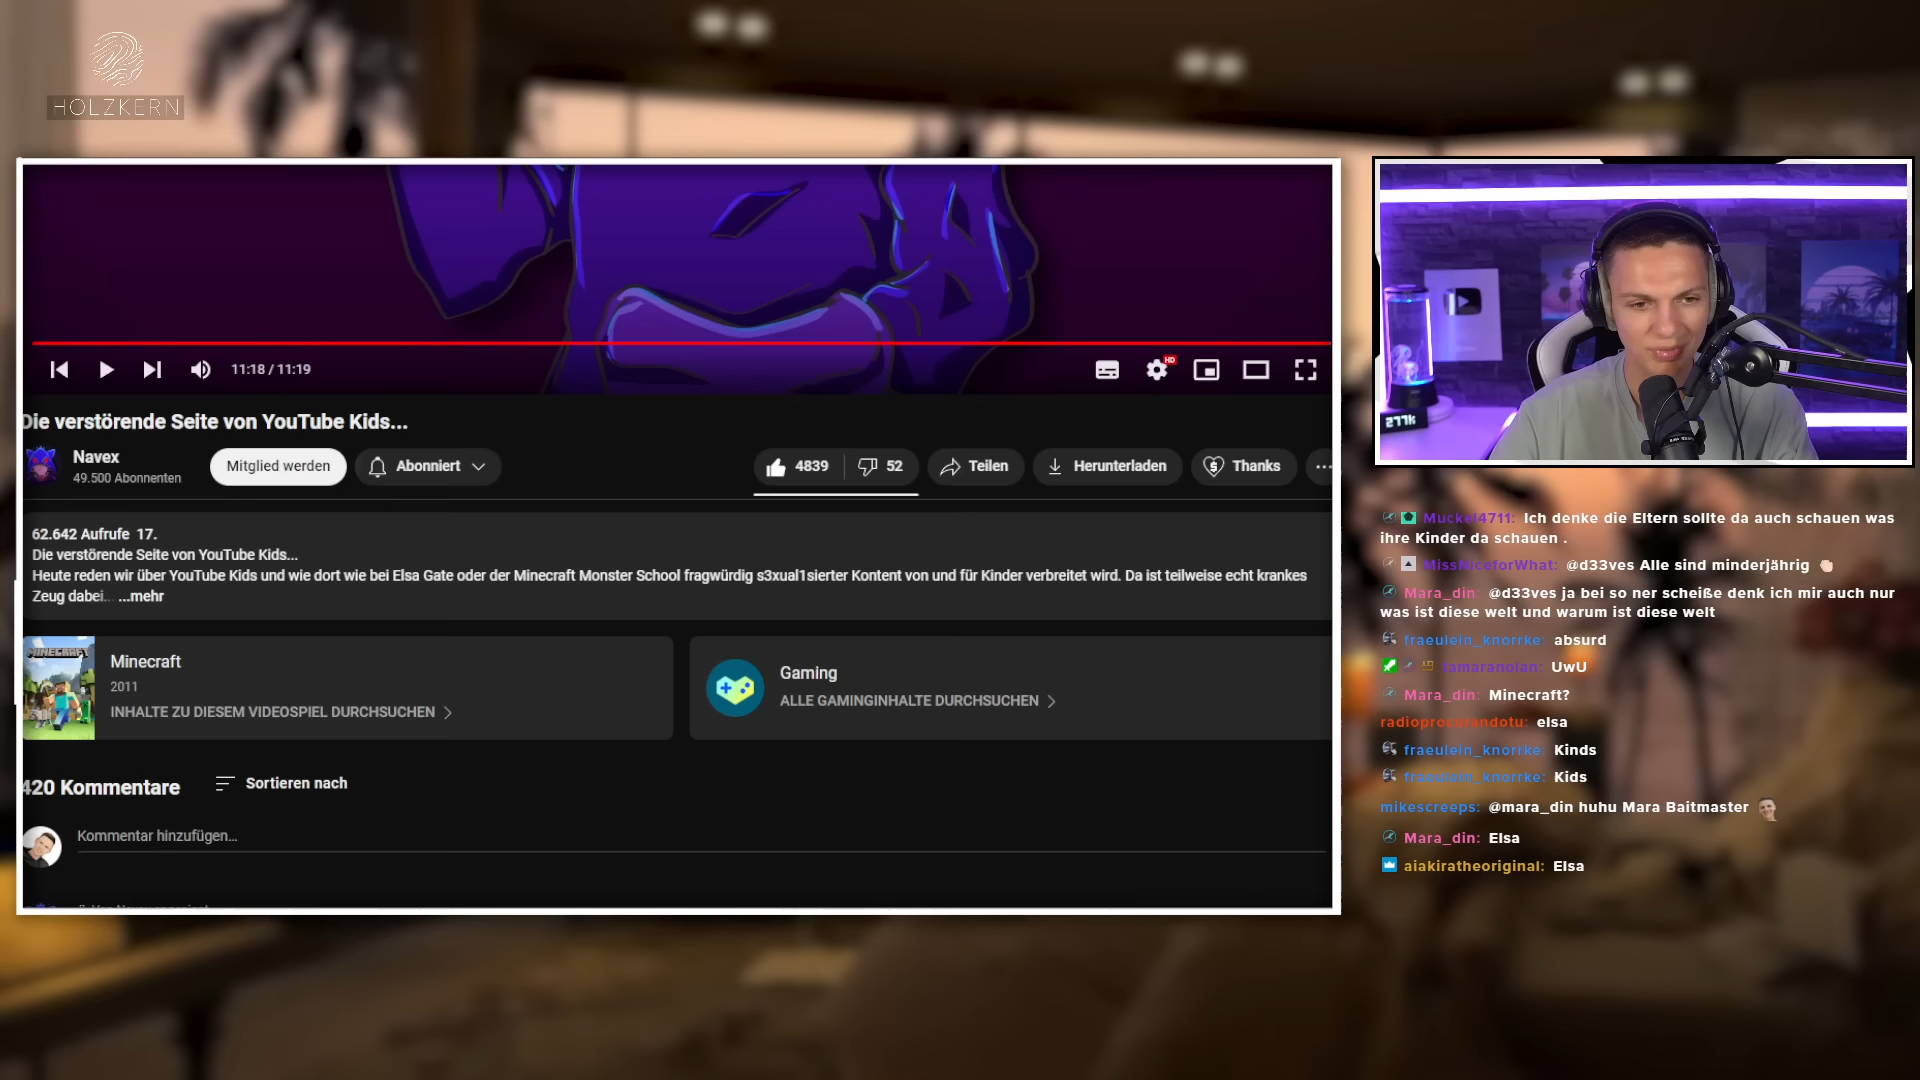 HOLZKERN
11:18 / 11:19
HD
Die verstörende Seite von YouTube Kids...
Navex
49.500 Abonnenten
Mitglied werden
Abonniert
4839
52
Teilen
Herunterladen
Thanks
62.642 Aufrufe 17.
Die verstörende Seite von YouTube Kids...
Heute reden wir über YouTube Kids und wie dort wie bei Elsa Gate oder der Minecraft Monster School fragwürdig s3xual1sierter Kontent von und für Kinder verbreitet wird. Da ist teilweise echt krankes
Zeug dabei... ...mehr
MINECRAFT
Minecraft
2011
INHALTE ZU DIESEM VIDEOSPIEL DURCHSUCHEN
Gaming
ALLE GAMINGINHALTE DURCHSUCHEN
420 Kommentare
Sortieren nach
Kommentar hinzufügen...
277k
Muckel4711: Ich denke die Eltern sollte da auch schauen was
ihre Kinder da schauen .
MissNiceforWhat: @d33ves Alle sind minderjährig
Mara_din: @d33ves ja bei so ner scheiße denk ich mir auch nur
was ist diese welt und warum ist diese welt
fraeulein_knorrke: absurd
tamaranolan: UwU
Mara_din: Minecraft?
radioprocurandotu: elsa
fraeulein_knorrke: Kinds
fraeulein_knorrke: Kids
mikescreeps: @mara_din huhu Mara Baitmaster
Mara_din: Elsa
aiakiratheoriginal: Elsa